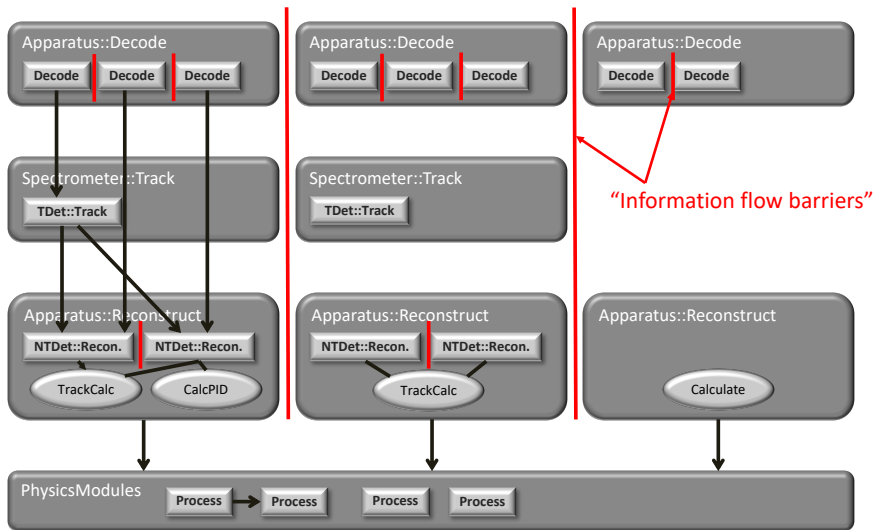 Apparatus::Decode
Decode Decode Decode
Apparatus::Decode
Decode Decode Decode
Apparatus::Decode
Decode Decode
Spectrometer::Track
TDet::Track
Spectrometer::Track
TDet::Track
“Information flow barriers”
Apparatus::Reconstruct
NTDet::Recon. NTDet::Recon.
TrackCalc CalcPID
Apparatus::Reconstruct
NTDet::Recon. NTDet::Recon.
TrackCalc
Apparatus::Reconstruct
Calculate
PhysicsModules
Process Process Process Process